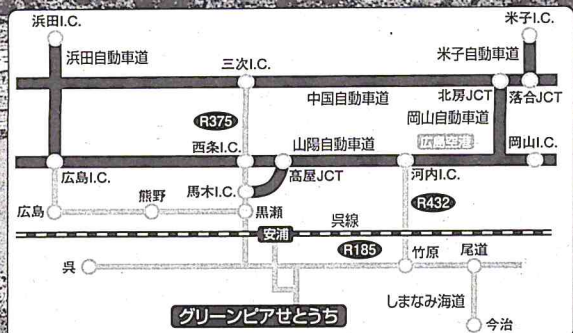 浜田I.C.
米子I.C.
浜田自動車道
三次I.C.
米子自動車道
中国自動車道
北房JCT
落合JCT
R375
岡山自動車道
西条I.C.
山陽自動車道
広島空港
岡山I.C.
広島I.C.
馬木I.C.
高屋JCT
河内I.C.
熊野
R432
広島
黒瀬
安浦
呉線
R185
呉
竹原
尾道
しまなみ海道
グリーンピアせとうち
今治